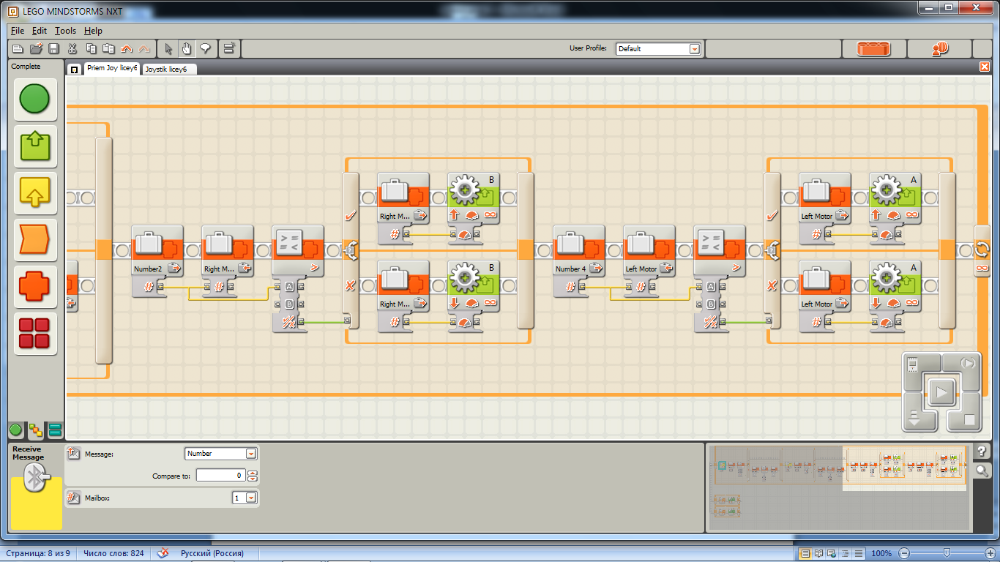 LEGO MINDSTORMS NXT
File Edit Tools Help
User Profile: Default
Complete
Priem Joy licey6 Joystik licey6
B A
Right M... Left Motor
#
#
Number2 Right M... > Number 4 Left Motor >
# # A # # A
B B
B A
Right M... Left Motor
#
#
Receive
Message
Message: Number
Compare to: 0
Mailbox: 1
Страница: 8 из 9 Число слов: 824 Русский (Россия) 100%